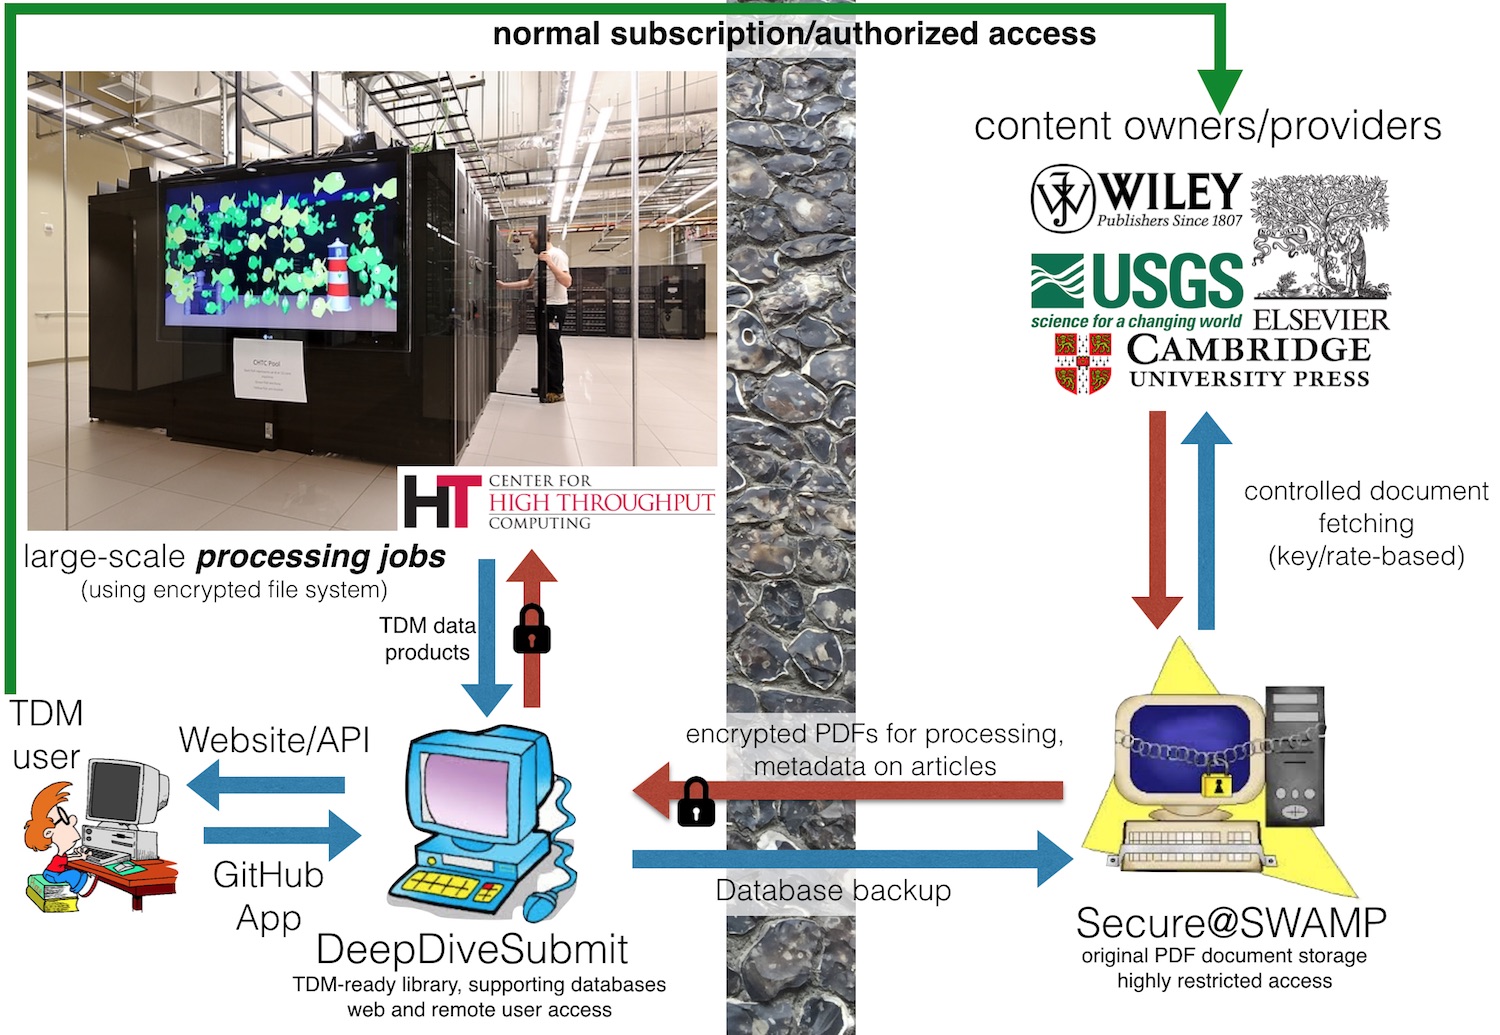 normal subscription/authorized access
content owners/providers
WILEY
Publishers Since 1807
USGS
science for a changing world
ELSEVIER
CAMBRIDGE
UNIVERSITY PRESS
CHTC Pool
HT
CENTER FOR
HIGH THROUGHPUT
COMPUTING
controlled document
fetching
(key/rate-based)
large-scale processing jobs
(using encrypted file system)
TDM data
products
TDM
user
Website/API
GitHub
App
encrypted PDFs for processing,
metadata on articles
Database backup
DeepDiveSubmit
TDM-ready library, supporting databases
web and remote user access
Secure@SWAMP
original PDF document storage
highly restricted access